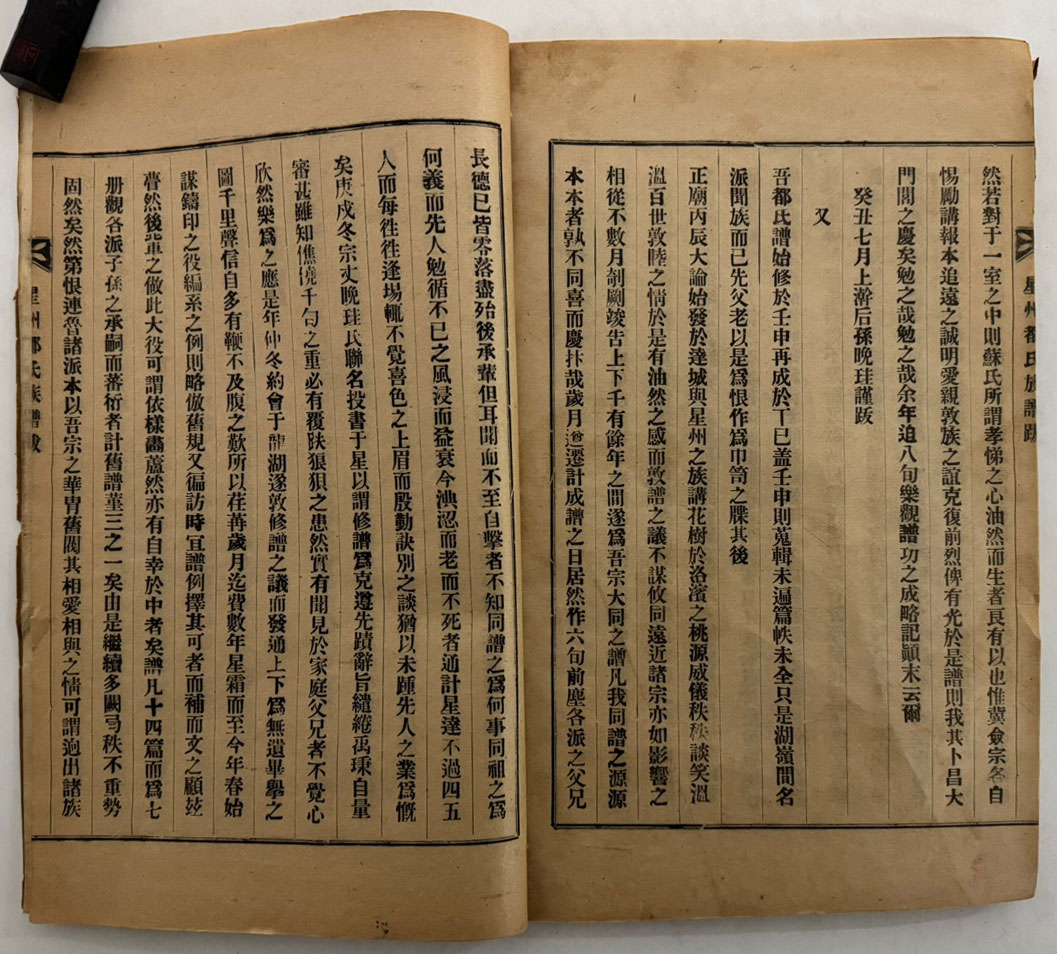 星州都氏族譜跋
然若對于一室之中則蘇氏所謂孝悌之心油然而生者良有以也惟冀僉宗各自
惕勵講報本追遠之誠明愛親敦族之誼克復前烈俾有光於是譜則我其卜昌大
門閭之慶矣勉之哉勉之哉余年追八旬樂觀譜功之成略記顚末云爾
癸丑七月上澣后孫晩珪謹跋
又
吾都氏譜始修於壬申再成於丁巳盖壬申則蒐輯未遍篇帙未全只是湖嶺間名
派聞族而已先父老以是爲恨作爲巾笥之牒其後
正廟丙辰大論始發於達城與星州之族講花樹於洛濱之桃源威儀秩秩談笑溫
溫百世敦睦之情於是有油然之感而敦譜之議不謀攸同遠近諸宗亦如影響之
相從不數月剞劂竣告上下千有餘年之間遂爲吾宗大同之譜凡我同譜之源源
本本者孰不同喜而慶抃哉歲月遒遷計成譜之日居然作六旬前塵各派之父兄
長德已皆零落盡殆後承輩但耳聞而不至目擊者不知同譜之爲何事同祖之爲
何義而先人勉循不已之風浸而益衰今淟涊而老而不死者通計星達不過四五
人而每徃徃逢場輒不覺喜色之上眉而殷勤訣別之談猶以未踵先人之業爲慨
矣庚戌冬宗丈晩珪氏聯名投書于星以謂修譜爲克遵先蹟辭旨繾綣禹秉自量
審甚雖知僬僥千匀之重必有覆趺狼狽之患然實有聞見於家庭父兄者不覺心
欣然樂爲之應是年仲冬約會于龍湖遂敦修譜之議而發通上下爲無遺畢擧之
圖千里聲信自多有鞭不及腹之歎所以荏苒歲月迄費數年星霜而至今年春始
謀鑄印之役編系之例則略倣舊規又徧訪時宜譜例擇其可者而補而文之顧玆
瞢然後輩之做此大役可謂依樣畵蘆然亦有自幸於中者矣譜凡十四篇而爲七
册觀各派子孫之承嗣而蕃衍者計舊譜菫三之一矣由是繼續多闕弓秩不重勢
固然矣然第恨連晉諸派本以吾宗之華冑舊閥其相愛相與之情可謂逈出諸族
星州都氏族譜跋